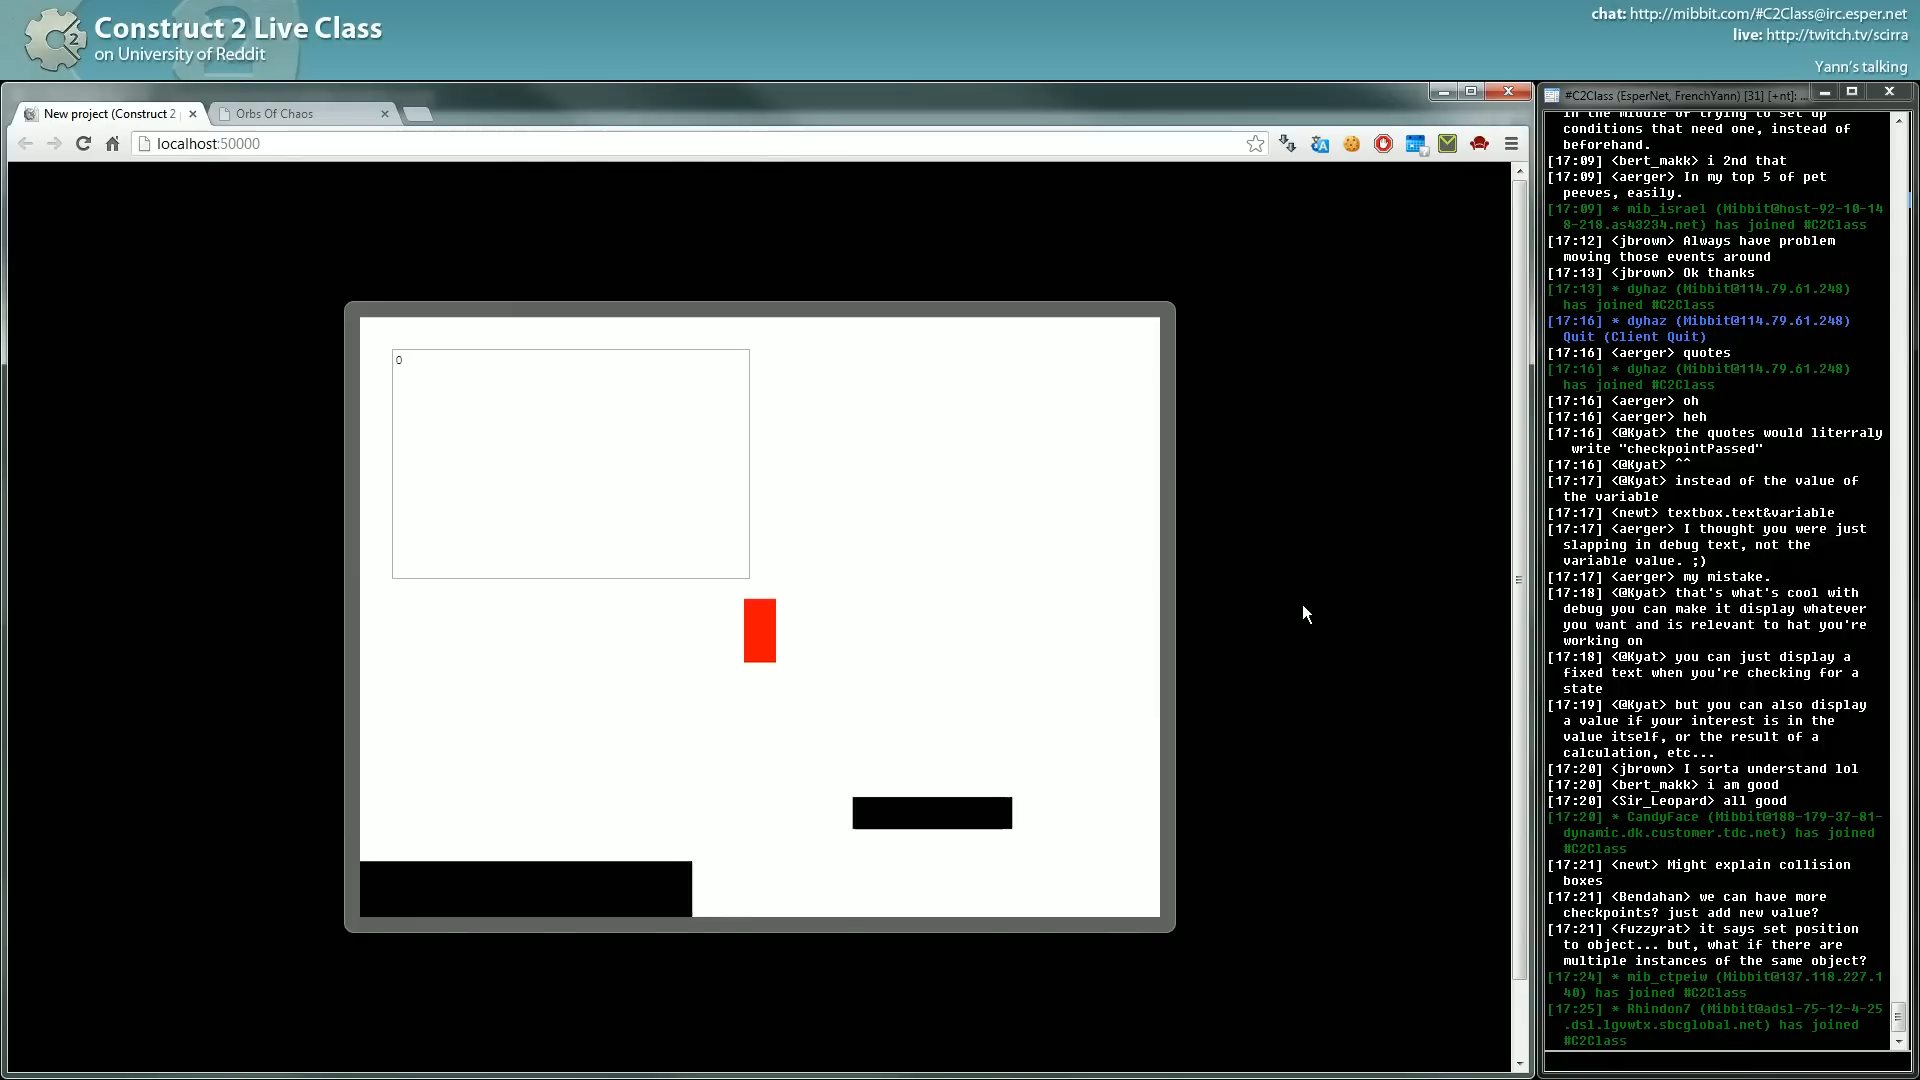 Construct 2 Live Class
on University of Reddit
chat: http://mibbit.com/#C2Class@irc.esper.net
live: http://twitch.tv/scirra
Yann's talking
New project (Construct 2
Orbs Of Chaos
localhost:50000
0
#C2Class (EsperNet, FrenchYann) [31] [+nt]: ...
in the middle of trying to set up
conditions that need one, instead of
beforehand.
[17:09] <bert_makk> i 2nd that
[17:09] <aerger> In my top 5 of pet
peeves, easily.
[17:09] * mib_israel (Mibbit@host-92-10-14
8-218.as43234.net) has joined #C2Class
[17:12] <jbrown> Always have problem
moving those events around
[17:13] <jbrown> Ok thanks
[17:13] * dyhaz (Mibbit@114.79.61.248)
has joined #C2Class
[17:16] * dyhaz (Mibbit@114.79.61.248)
Quit (Client Quit)
[17:16] <aerger> quotes
[17:16] * dyhaz (Mibbit@114.79.61.248)
has joined #C2Class
[17:16] <aerger> oh
[17:16] <aerger> heh
[17:16] <@Kyat> the quotes would literraly
write "checkpointPassed"
[17:16] <@Kyat> ^^
[17:17] <@Kyat> instead of the value of
the variable
[17:17] <newt> textbox.text&variable
[17:17] <aerger> I thought you were just
slapping in debug text, not the
variable value. ;)
[17:17] <aerger> my mistake.
[17:18] <@Kyat> that's what's cool with
debug you can make it display whatever
you want and is relevant to hat you're
working on
[17:18] <@Kyat> you can just display a
fixed text when you're checking for a
state
[17:19] <@Kyat> but you can also display
a value if your interest is in the
value itself, or the result of a
calculation, etc...
[17:20] <jbrown> I sorta understand lol
[17:20] <bert_makk> i am good
[17:20] <Sir_Leopard> all good
[17:20] * CandyFace (Mibbit@188-179-37-81-
dynamic.dk.customer.tdc.net) has joined
#C2Class
[17:21] <newt> Might explain collision
boxes
[17:21] <Bendahan> we can have more
checkpoints? just add new value?
[17:21] <fuzzyrat> it says set position
to object... but, what if there are
multiple instances of the same object?
[17:24] * mib_ctpeiw (Mibbit@137.118.227.1
40) has joined #C2Class
[17:25] * Rhindon7 (Mibbit@adsl-75-12-4-25
.dsl.lgvwtx.sbcglobal.net) has joined
#C2Class